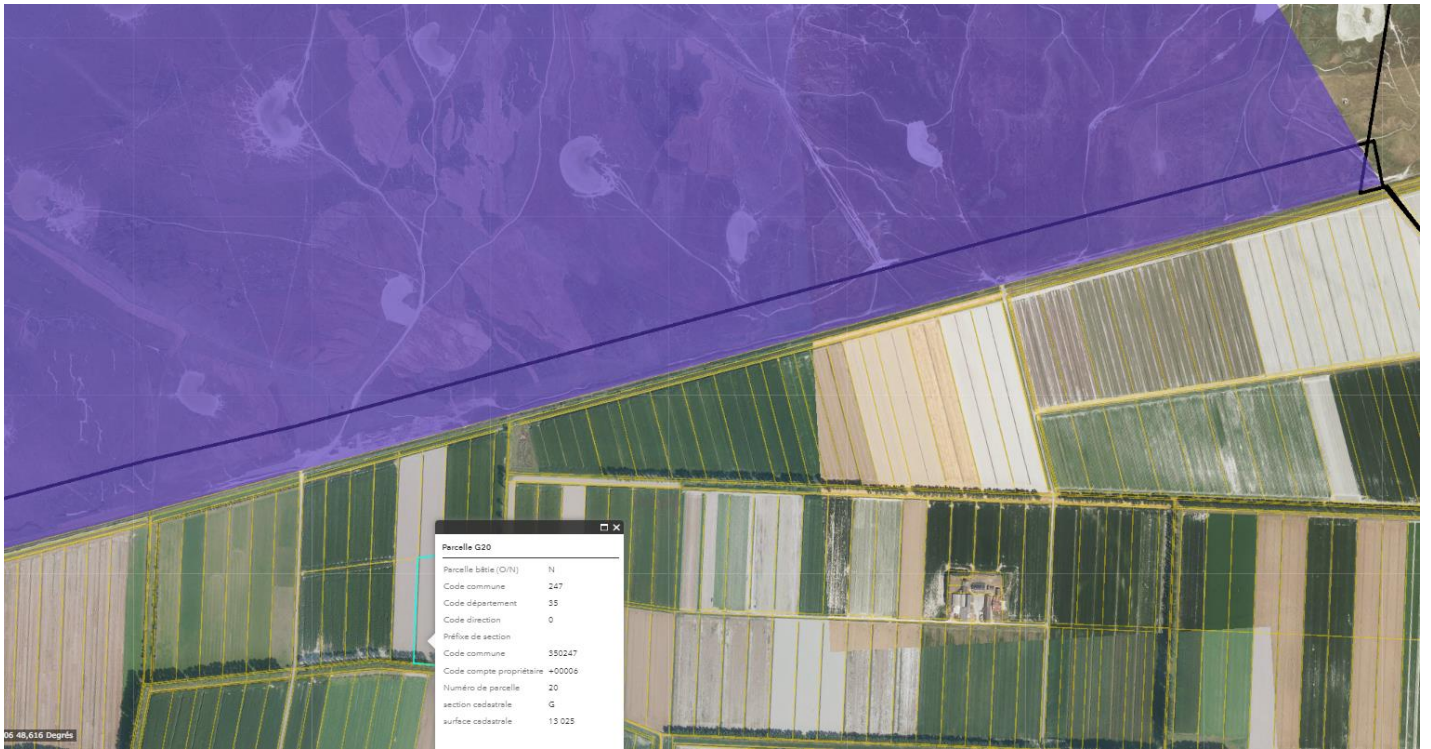 Parcelle G20
Parcelle bâtie (O/N) N
Code commune 247
Code département 35
Code direction 0
Préfixe de section
Code commune 350247
Code compte propriétaire +00006
Numéro de parcelle 20
section cadastrale G
surface cadastrale 13 025
06 48,616 Degrés